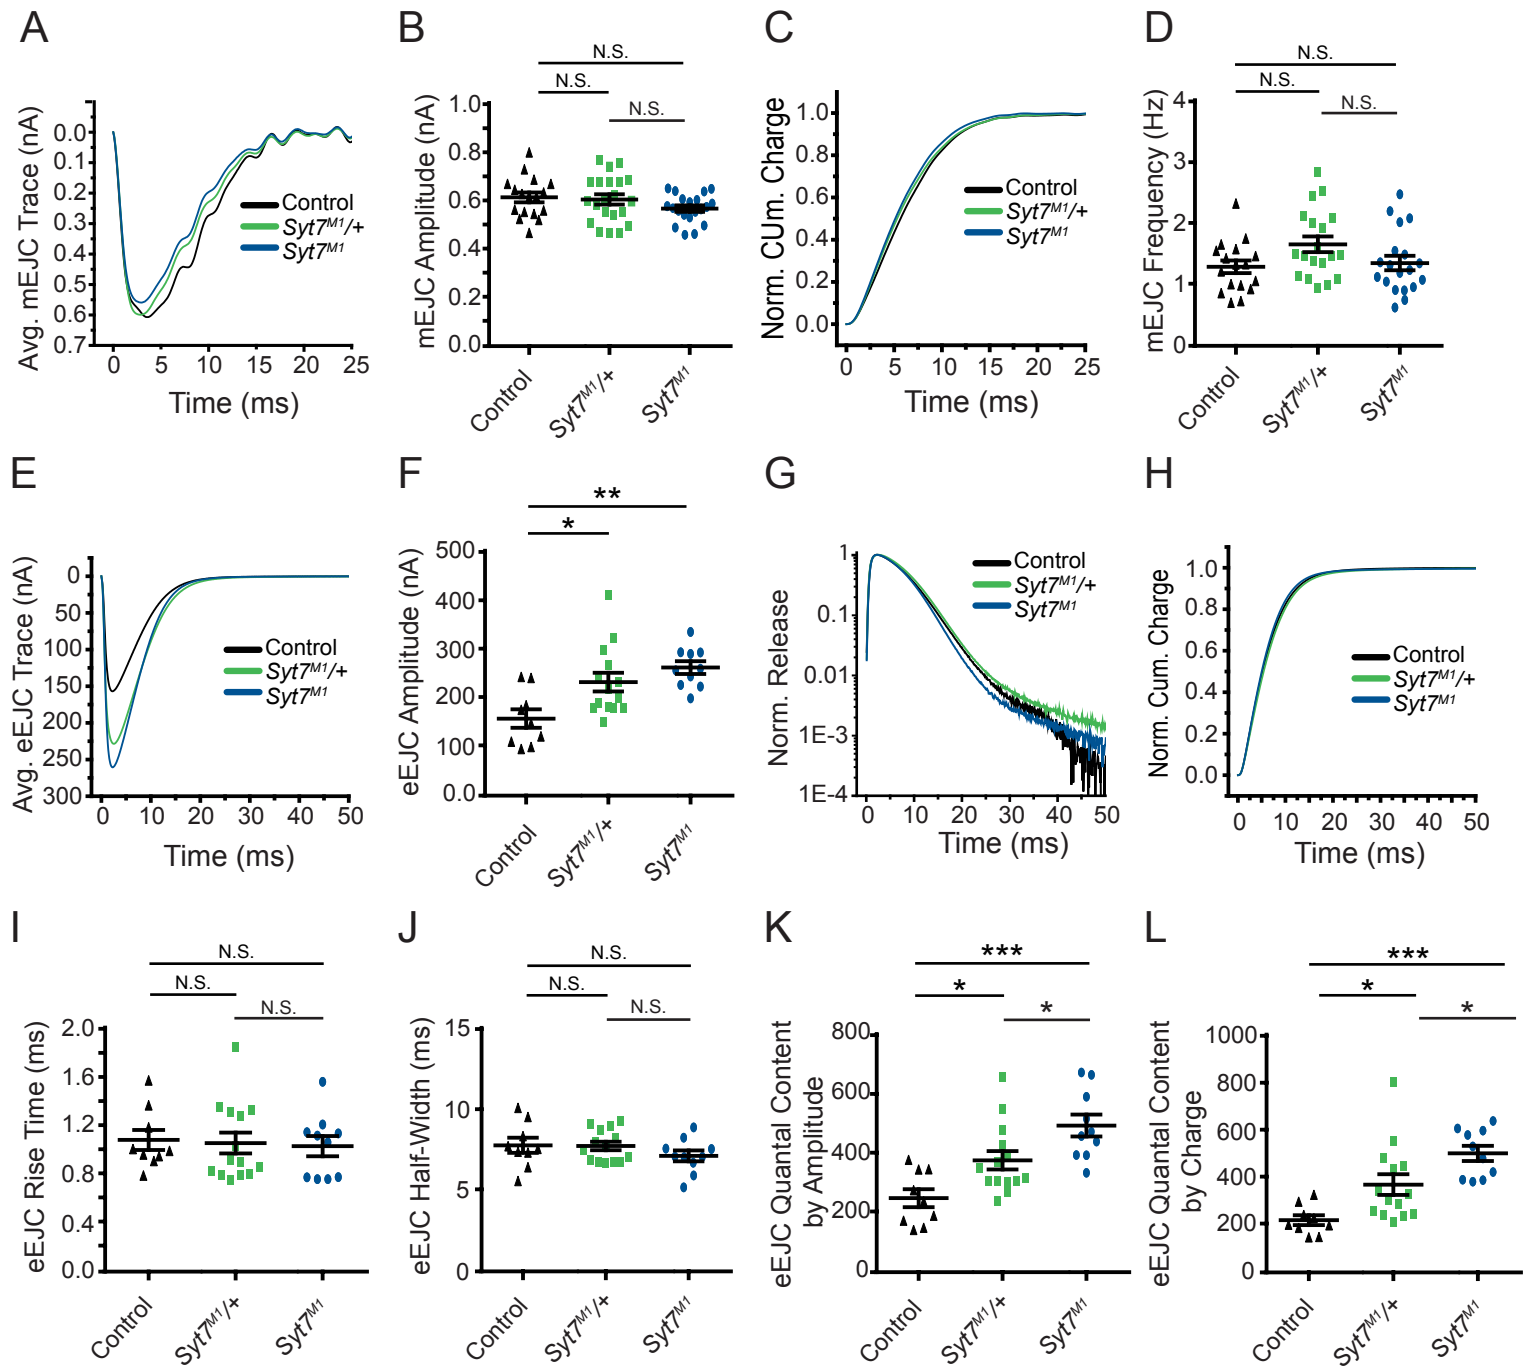 A
Avg. mEJC Trace (nA)
0.0
0.1
0.2
0.3
0.4
0.5
0.6
0.7
Control
Syt7M1/+
Syt7M1
0 5 10 15 20 25
Time (ms)
B
N.S.
N.S.
N.S.
mEJC Amplitude (nA)
1.0
0.8
0.6
0.4
0.2
0.0
Control
Syt7M1/+
Syt7M1
C
Norm. CUm. Charge
1.0
0.8
0.6
0.4
0.2
0.0
Control
Syt7M1/+
Syt7M1
0 5 10 15 20 25
Time (ms)
D
N.S.
N.S.
N.S.
mEJC Frequency (Hz)
4
3
2
1
0
Control
Syt7M1/+
Syt7M1
E
Avg. eEJC Trace (nA)
0
50
100
150
200
250
300
Control
Syt7M1/+
Syt7M1
0 10 20 30 40 50
Time (ms)
F
**
*
eEJC Amplitude (nA)
500
400
300
200
100
0.0
Control
Syt7M1/+
Syt7M1
G
Norm. Release
1
0.1
0.01
1E-3
1E-4
Control
Syt7M1/+
Syt7M1
0 10 20 30 40 50
Time (ms)
H
Norm. Cum. Charge
1.0
0.8
0.6
0.4
0.2
0.0
Control
Syt7M1/+
Syt7M1
0 10 20 30 40 50
Time (ms)
I
N.S.
N.S.
N.S.
eEJC Rise Time (ms)
2.0
1.6
1.2
0.8
0.4
0.0
Control
Syt7M1/+
Syt7M1
J
N.S.
N.S.
N.S.
eEJC Half-Width (ms)
15
10
5
0
Control
Syt7M1/+
Syt7M1
K
***
*
*
eEJC Quantal Content
by Amplitude
800
600
400
200
0
Control
Syt7M1/+
Syt7M1
L
***
*
*
eEJC Quantal Content
by Charge
1000
800
600
400
200
0
Control
Syt7M1/+
Syt7M1